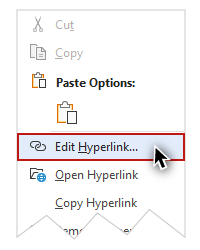 Cut
Copy
Paste Options:
Edit Hyperlink...
Open Hyperlink
Copy Hyperlink